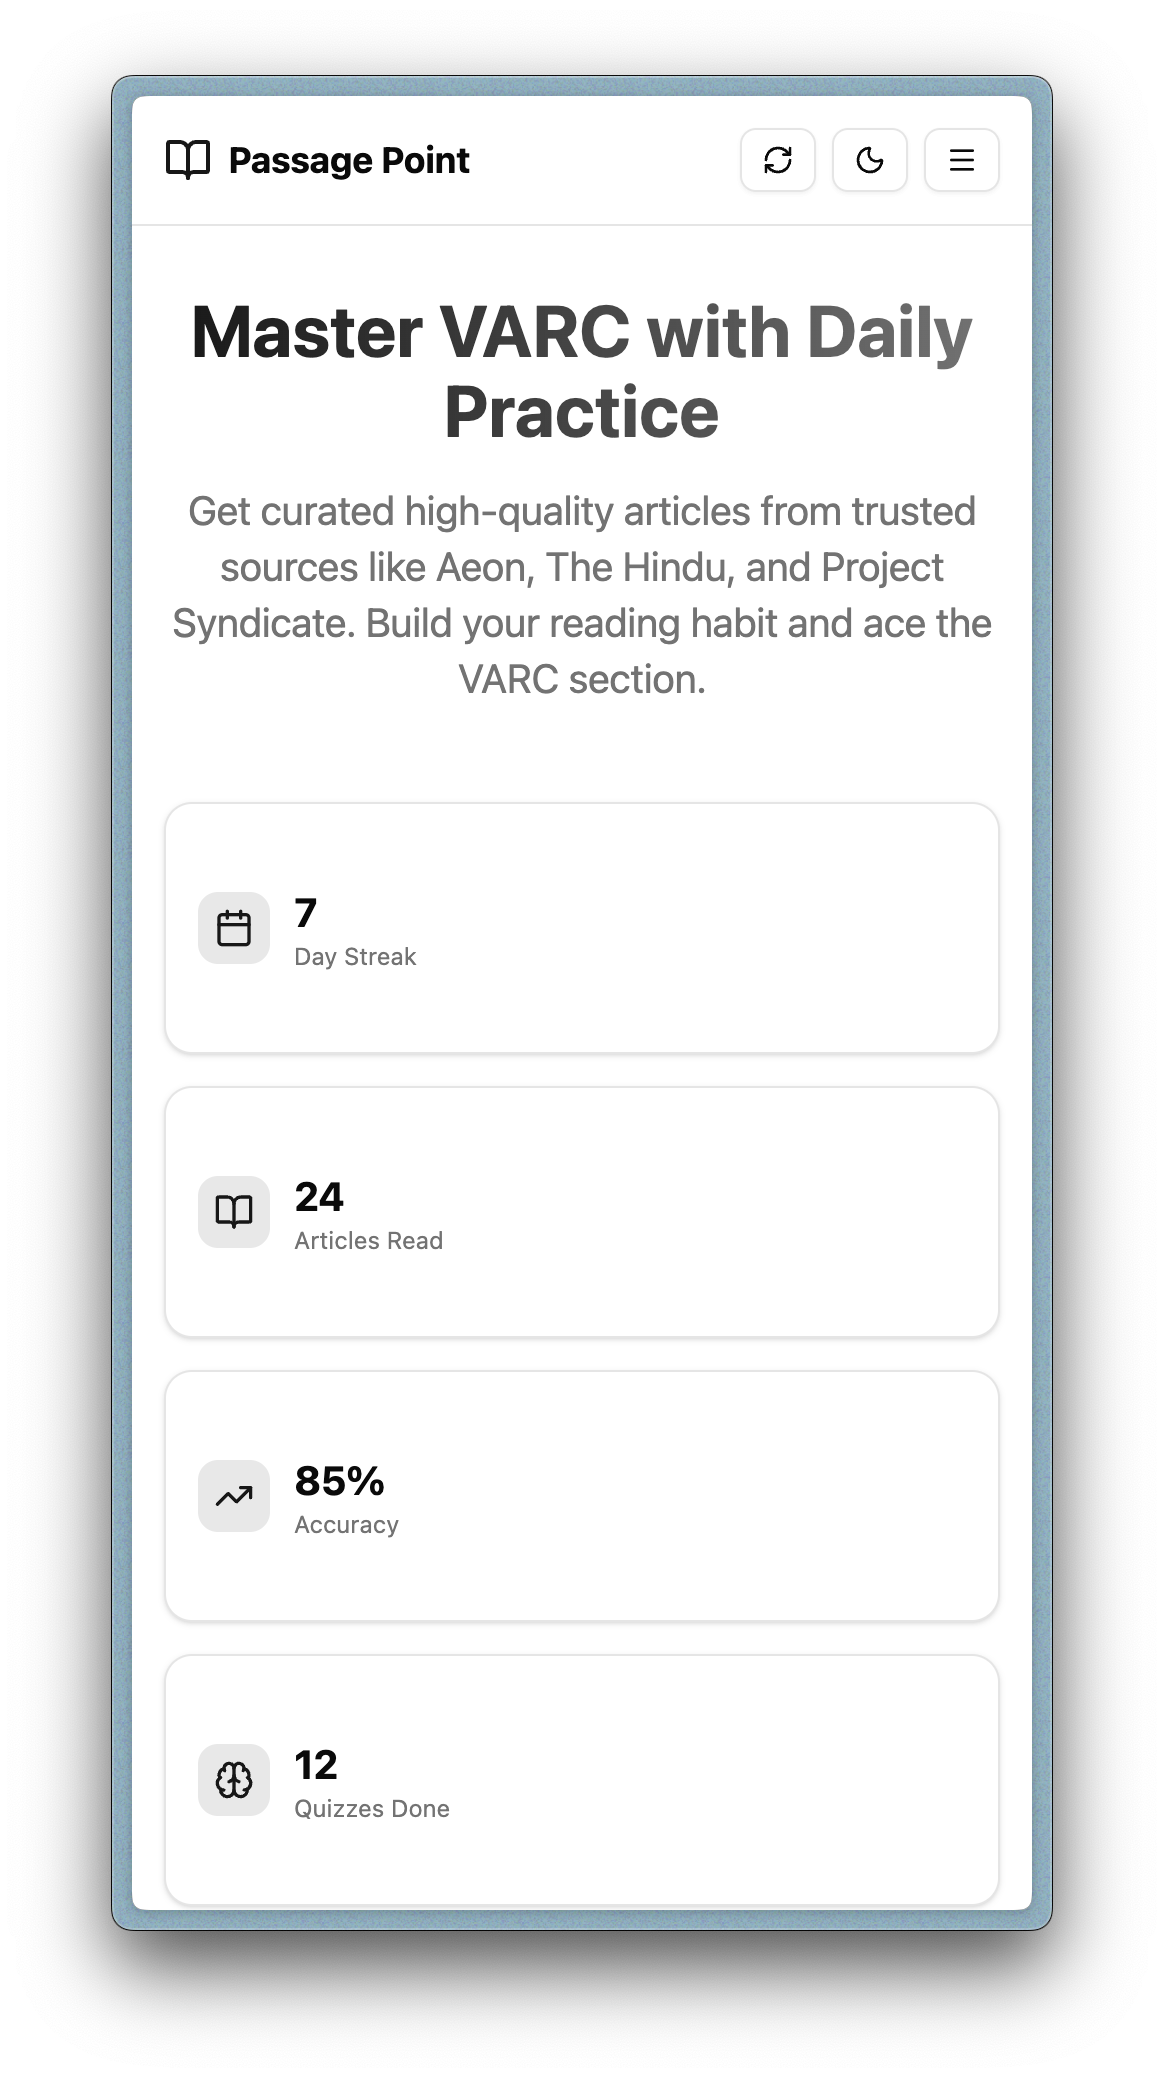 Passage Point
Master VARC with Daily
Practice
Get curated high-quality articles from trusted
sources like Aeon, The Hindu, and Project
Syndicate. Build your reading habit and ace the
VARC section.
7
Day Streak
24
Articles Read
85%
Accuracy
12
Quizzes Done